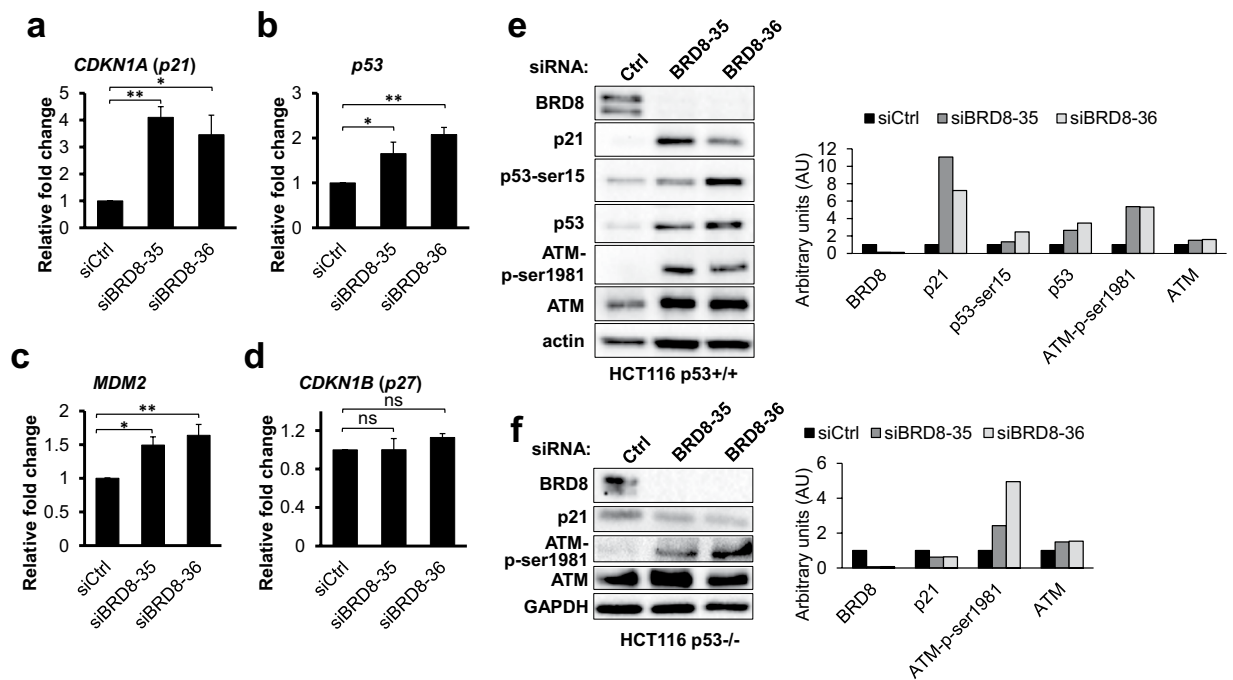 a
CDKN1A (p21)
Relative fold change
5
4
3
2
1
0
*
**
siCtrl
siBRD8-35
siBRD8-36
b
p53
Relative fold change
3
2
1
0
**
*
siCtrl
siBRD8-35
siBRD8-36
c
MDM2
Relative fold change
2
1.5
1
0.5
0
**
*
siCtrl
siBRD8-35
siBRD8-36
d
CDKN1B (p27)
Relative fold change
1.2
0.8
0.4
0
ns
ns
siCtrl
siBRD8-35
siBRD8-36
e
siRNA: Ctrl BRD8-35 BRD8-36
BRD8
p21
p53-ser15
p53
ATM-
p-ser1981
ATM
actin
HCT116 p53+/+
siCtrl siBRD8-35 siBRD8-36
Arbitrary units (AU)
12
10
8
6
4
2
0
BRD8
p21
p53-ser15
p53
ATM-p-ser1981
ATM
f
siRNA: Ctrl BRD8-35 BRD8-36
BRD8
p21
ATM-
p-ser1981
ATM
GAPDH
HCT116 p53-/-
siCtrl siBRD8-35 siBRD8-36
Arbitrary units (AU)
6
4
2
0
BRD8
p21
ATM-p-ser1981
ATM